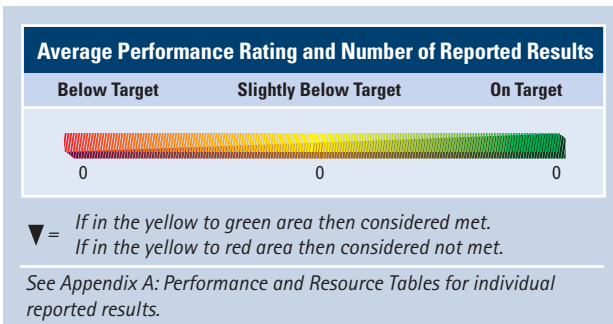 Average Performance Rating and Number of Reported Results
Below Target Slightly Below Target On Target
0 0 0
▼ = If in the yellow to green area then considered met.
If in the yellow to red area then considered not met.
See Appendix A: Performance and Resource Tables for individual
reported results.